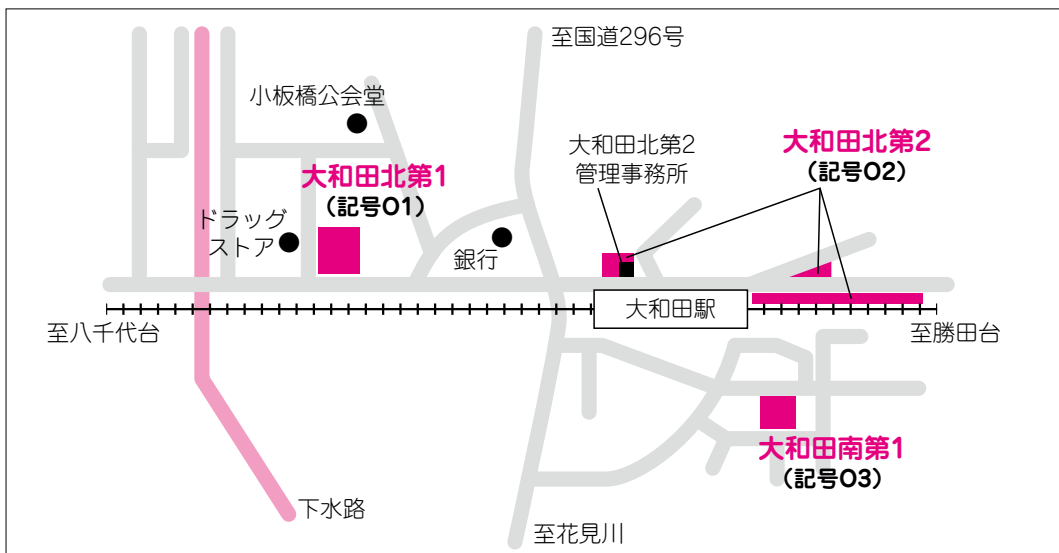 至国道296号
小板橋公会堂
大和田北第2
管理事務所
大和田北第2
（記号02）
大和田北第1
（記号01）
ドラッグ
ストア
銀行
大和田駅
至八千代台
至勝田台
大和田南第1
（記号03）
下水路
至花見川